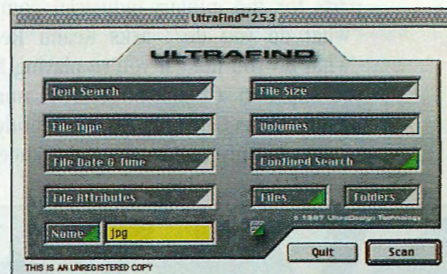 UltraFind™ 2.5.3
ULTRAFIND
Text Search
File Size
File Type
Volumes
File Date & Time
Confined Search
File Attributes
Files
Folders
© 1997 UltraDesign Technology
Name
jpg
Quit
Scan
THIS IS AN UNREGISTERED COPY